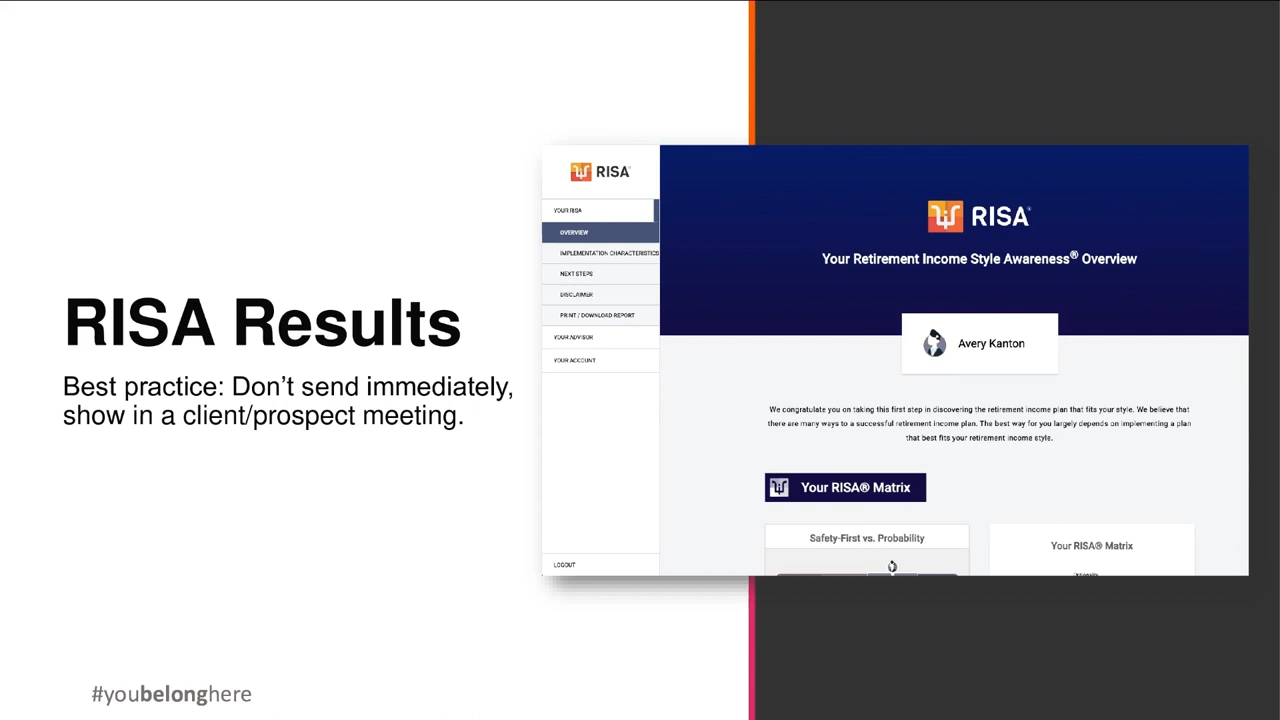 RISA Results
Best practice: Don’t send immediately,
show in a client/prospect meeting.
#youbelonghere
RISA®
YOUR RISA
OVERVIEW
IMPLEMENTATION CHARACTERISTICS
NEXT STEPS
DISCLAIMER
PRINT / DOWNLOAD REPORT
YOUR ADVISOR
YOUR ACCOUNT
LOGOUT
RISA®
Your Retirement Income Style Awareness® Overview
Avery Kanton
We congratulate you on taking this first step in discovering the retirement income plan that fits your style. We believe that
there are many ways to a successful retirement income plan. The best way for you largely depends on implementing a plan
that best fits your retirement income style.
Your RISA® Matrix
Safety-First vs. Probability
Your RISA® Matrix